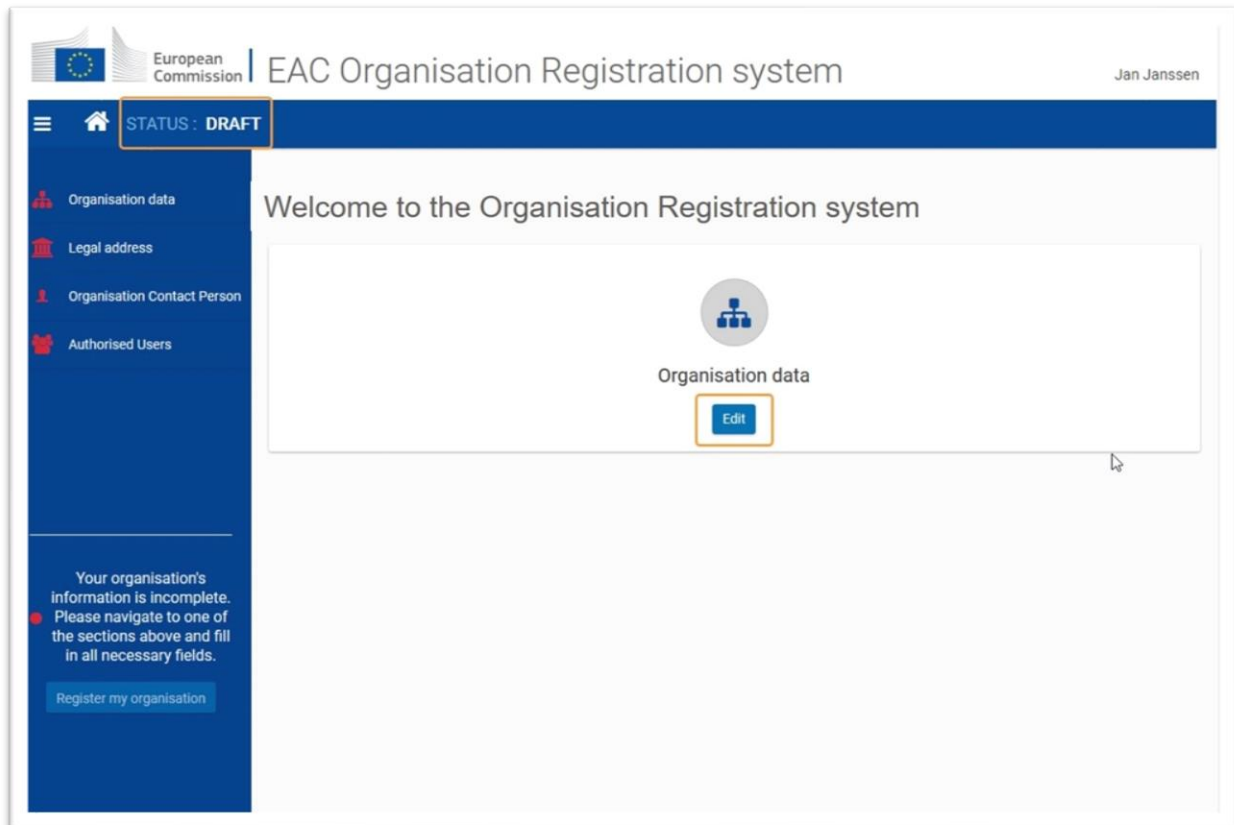 European
Commission
EAC Organisation Registration system
Jan Janssen
STATUS : DRAFT
Organisation data
Legal address
Organisation Contact Person
Authorised Users
Welcome to the Organisation Registration system
Organisation data
Edit
Your organisation's
information is incomplete.
Please navigate to one of
the sections above and fill
in all necessary fields.
Register my organisation